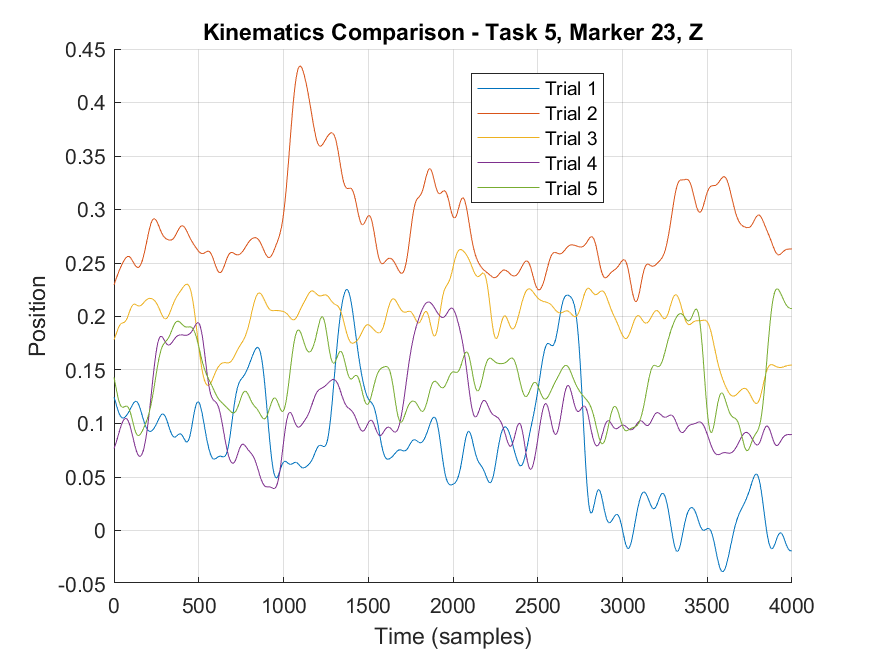 Kinematics Comparison - Task 5, Marker 23, Z
0.45
0.4
0.35
0.3
0.25
0.2
0.15
0.1
0.05
0
-0.05
Position
Trial 1
Trial 2
Trial 3
Trial 4
Trial 5
0 500 1000 1500 2000 2500 3000 3500 4000
Time (samples)